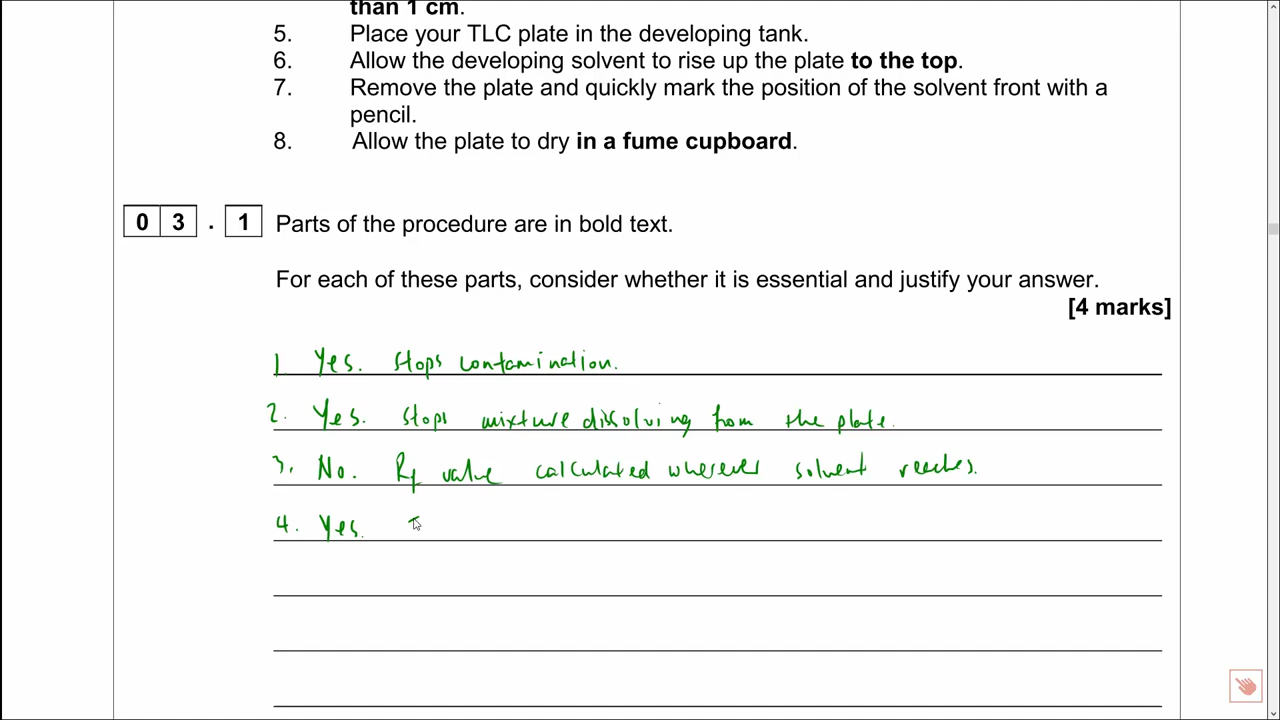 than 1 cm.
5. Place your TLC plate in the developing tank.
6. Allow the developing solvent to rise up the plate to the top.
7. Remove the plate and quickly mark the position of the solvent front with a
pencil.
8. Allow the plate to dry in a fume cupboard.
0 3 . 1 Parts of the procedure are in bold text.
For each of these parts, consider whether it is essential and justify your answer.
[4 marks]
1. Yes. Stops contamination.
2. Yes. Stops mixture dissolving from the plate.
3. No. Rf value calculated wherever solvent reaches.
4. Yes.